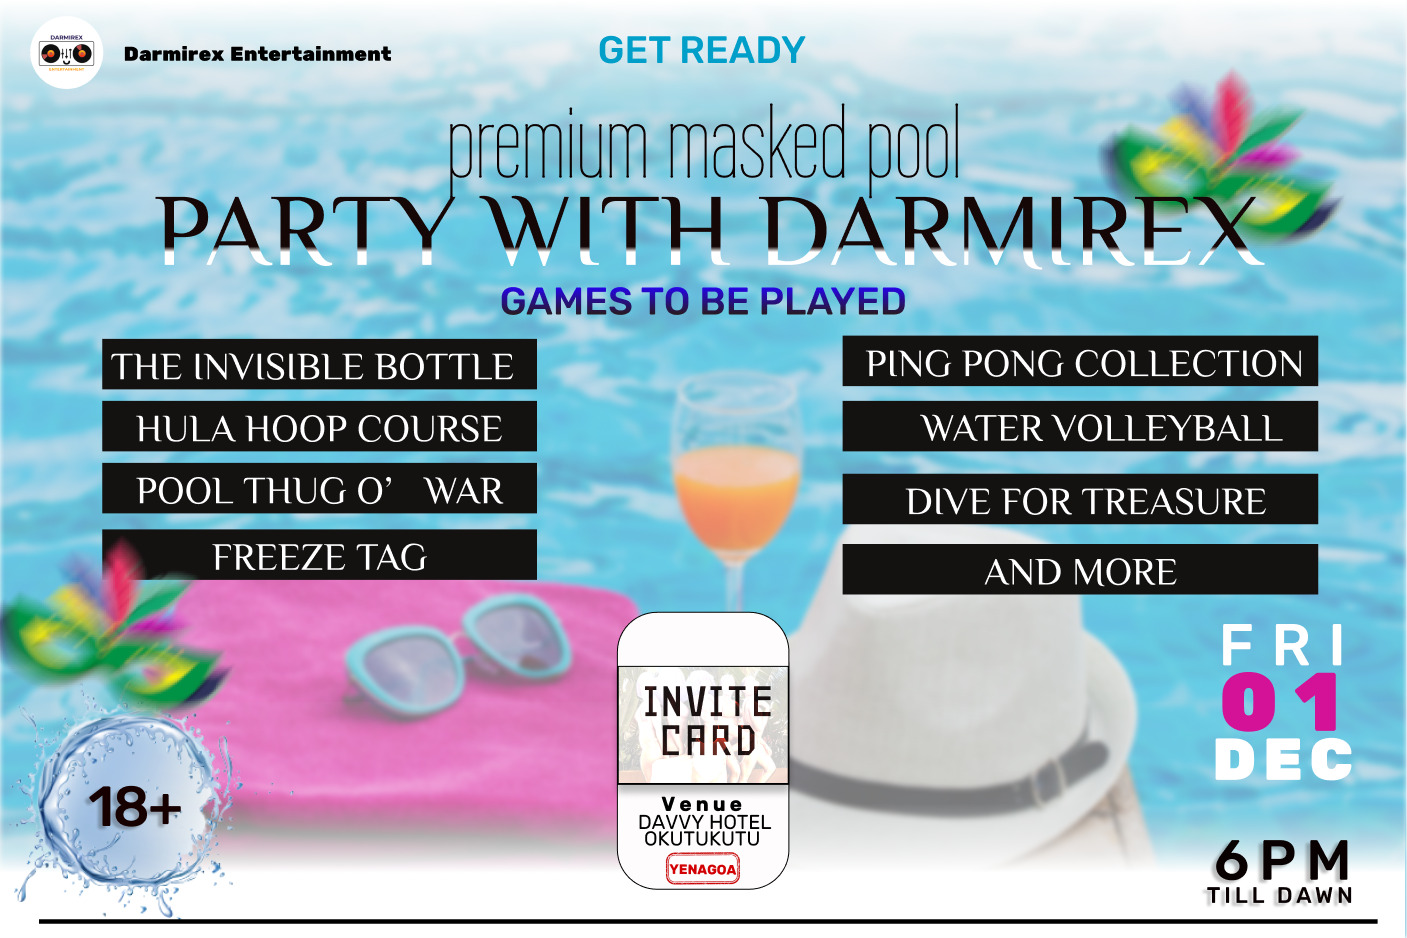 DARMIREX
ENTERTAINMENT
Darmirex Entertainment
GET READY
premium masked pool
PARTY WITH DARMIREX
GAMES TO BE PLAYED
THE INVISIBLE BOTTLE
HULA HOOP COURSE
POOL THUG O' WAR
FREEZE TAG
PING PONG COLLECTION
WATER VOLLEYBALL
DIVE FOR TREASURE
AND MORE
18+
INVITE
CARD
Venue
DAVVY HOTEL
OKUTUKUTU
YENAGOA
FRI
01
DEC
6PM
TILL DAWN